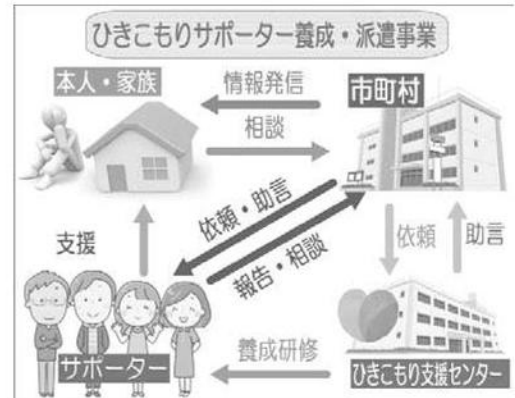 ひきこもりサポーター養成・派遣事業
本人・家族
情報発信
市町村
相談
依頼・助言
支援
報告・相談
依頼
助言
サポーター
養成研修
ひきこもり支援センター